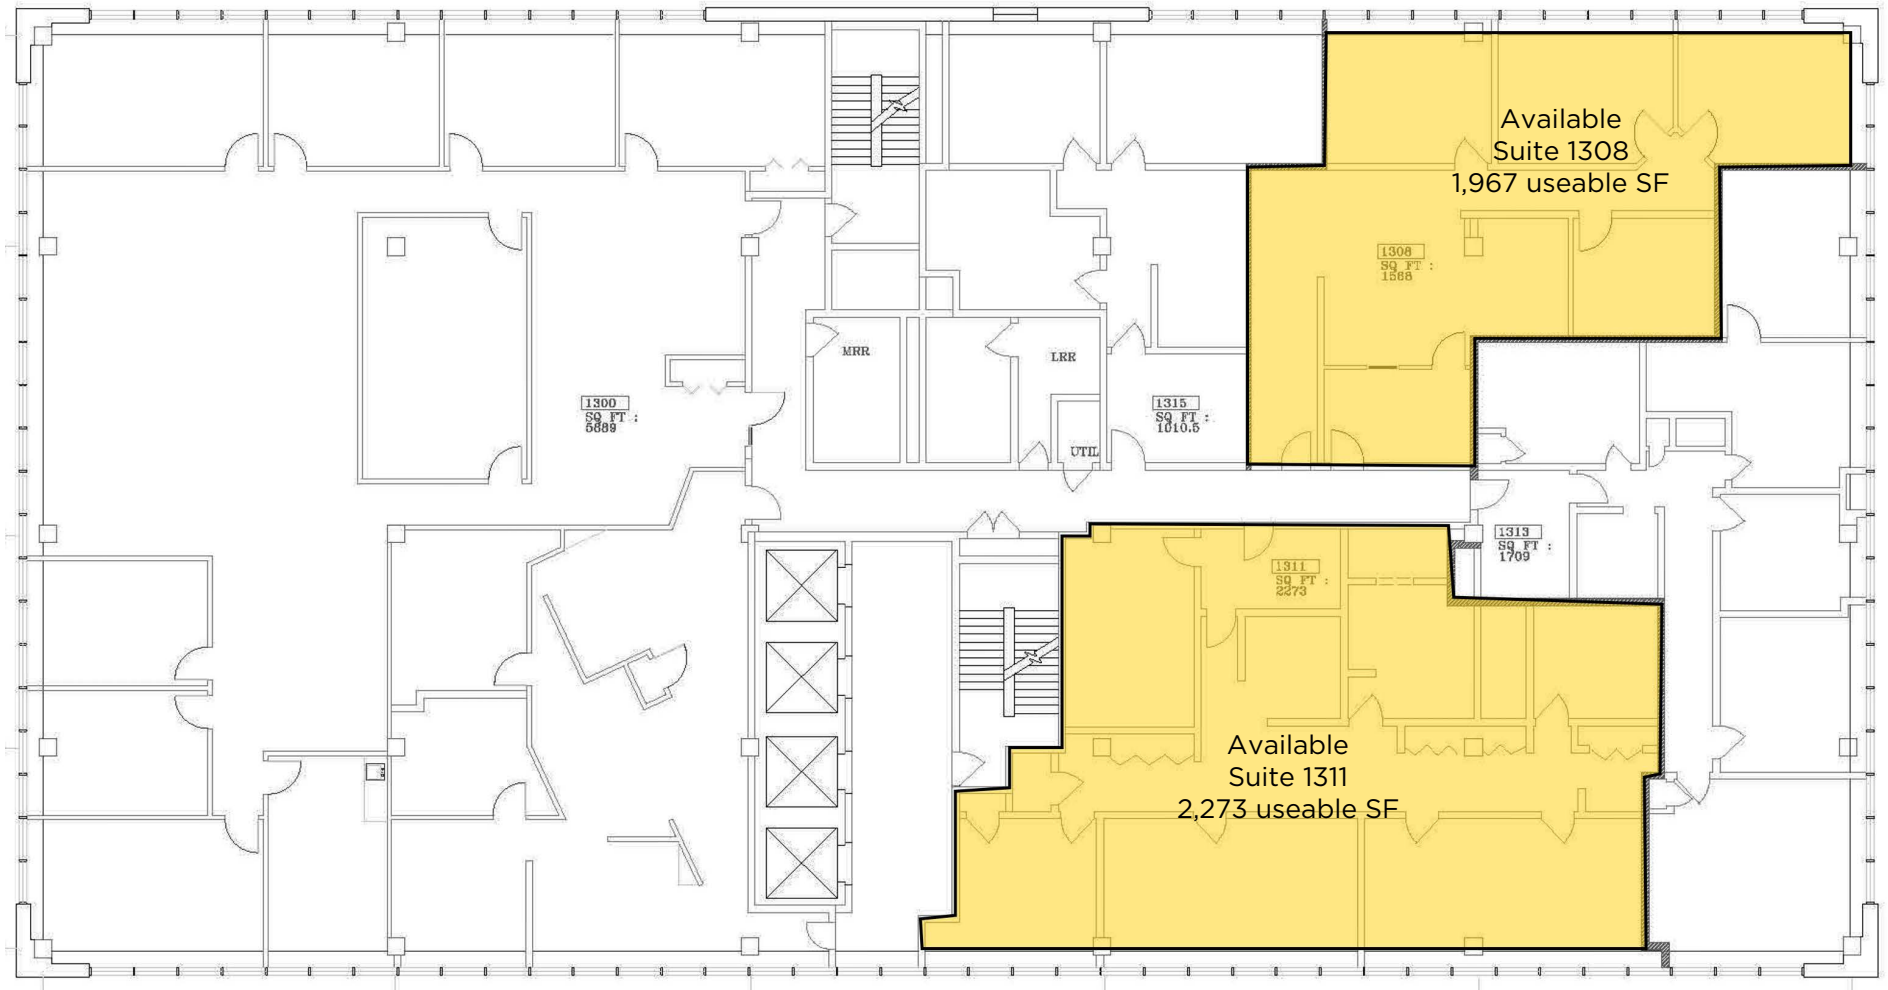 Available
Suite 1308
1,967 useable SF
1308
SQ FT :
1568
MRR
LRR
1300
SQ FT :
5689
1315
SQ FT :
1010.5
UTIL
1313
SQ FT :
1709
1311
SQ FT :
2273
Available
Suite 1311
2,273 useable SF